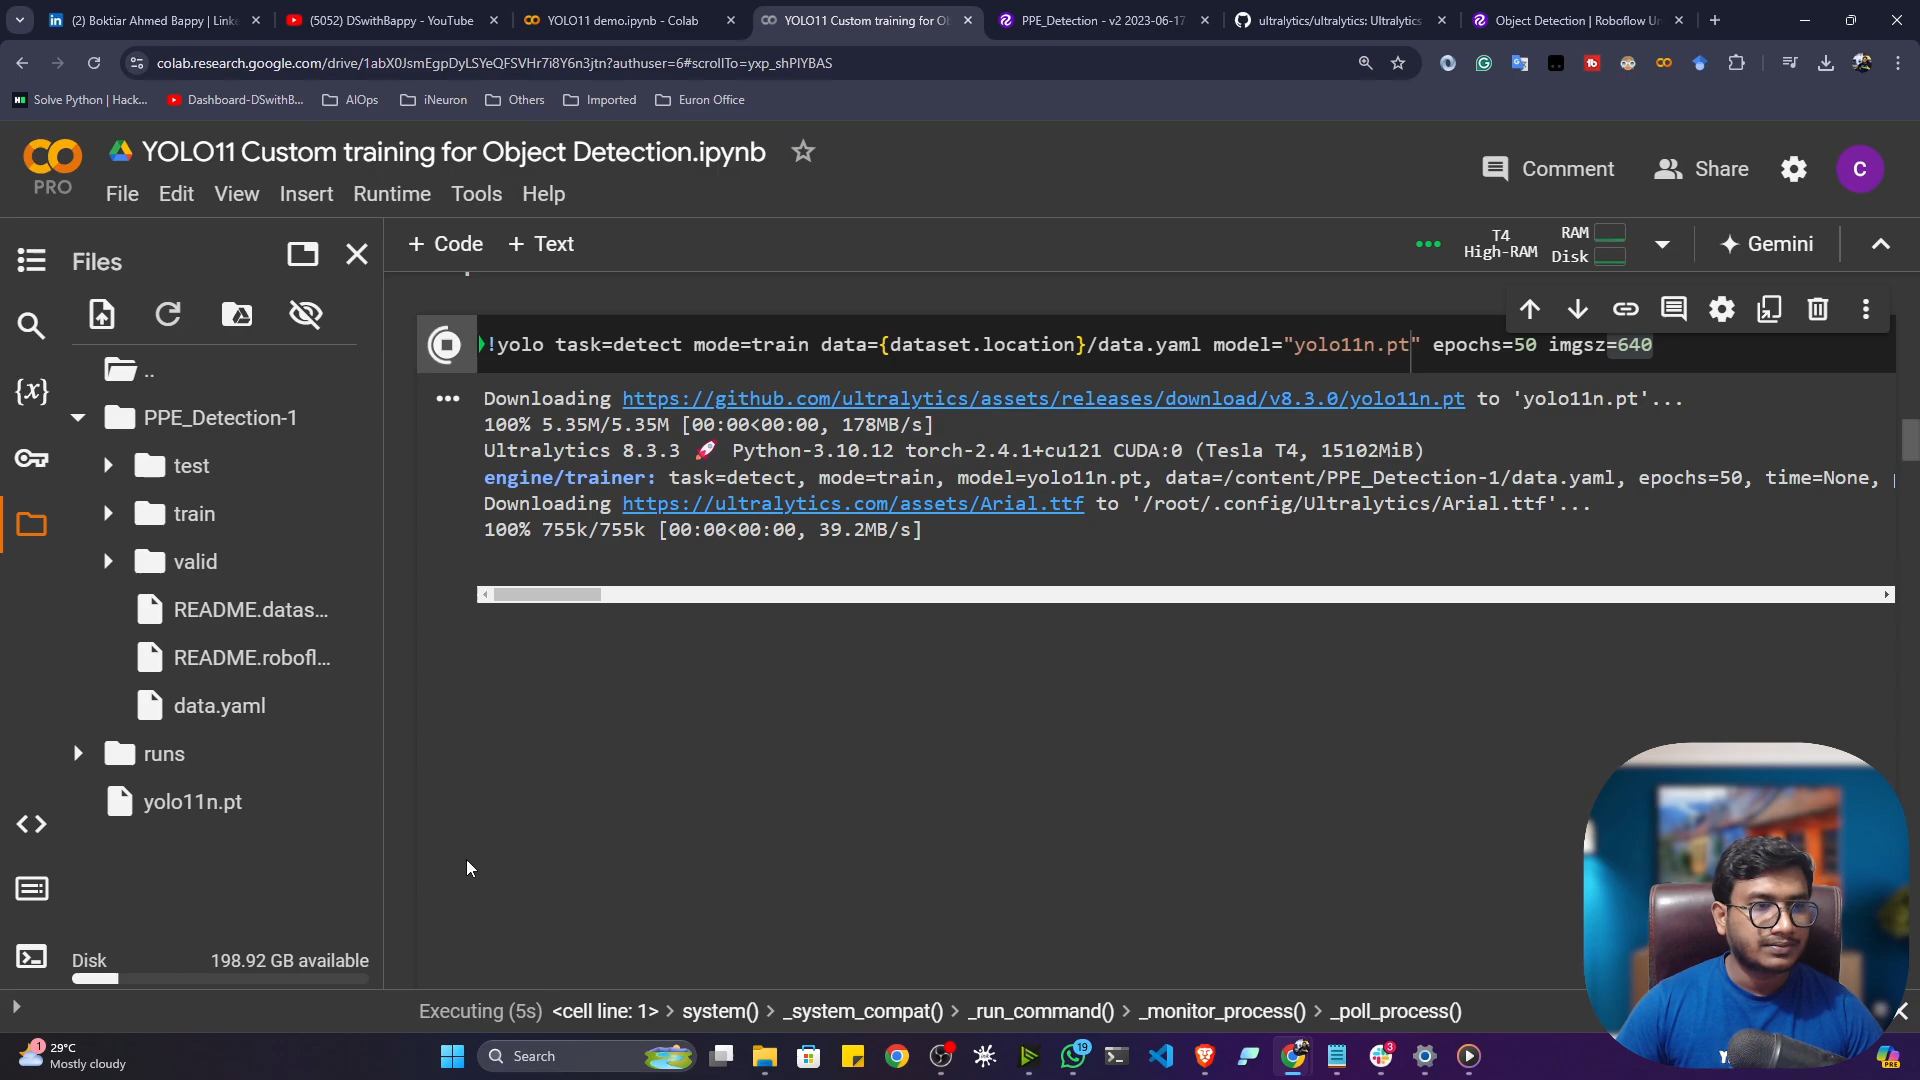 (2) Boktiar Ahmed Bappy | Linke
(5052) DSwithBappy - YouTube
YOLO11 demo.ipynb - Colab
YOLO11 Custom training for Ob
PPE_Detection - v2 2023-06-17
ultralytics/ultralytics: Ultralytics
Object Detection | Roboflow Un
colab.research.google.com/drive/1abX0JsmEgpDyLSYeQFSVHr7i8Y6n3jtn?authuser=6#scrollTo=yxp_shPlYBAS
Solve Python | Hack...
Dashboard-DSwithB...
AIOps
iNeuron
Others
Imported
Euron Office
PRO
YOLO11 Custom training for Object Detection.ipynb
Comment
Share
C
File Edit View Insert Runtime Tools Help
Files
+ Code + Text
T4
High-RAM
RAM
Disk
Gemini
..
PPE_Detection-1
test
train
valid
README.datas...
README.robofl...
data.yaml
runs
yolo11n.pt
Disk 198.92 GB available
!yolo task=detect mode=train data={dataset.location}/data.yaml model="yolo11n.pt" epochs=50 imgsz=640
Downloading https://github.com/ultralytics/assets/releases/download/v8.3.0/yolo11n.pt to 'yolo11n.pt'...
100% 5.35M/5.35M [00:00<00:00, 178MB/s]
Ultralytics 8.3.3 🚀 Python-3.10.12 torch-2.4.1+cu121 CUDA:0 (Tesla T4, 15102MiB)
engine/trainer: task=detect, mode=train, model=yolo11n.pt, data=/content/PPE_Detection-1/data.yaml, epochs=50, time=None,
Downloading https://ultralytics.com/assets/Arial.ttf to '/root/.config/Ultralytics/Arial.ttf'...
100% 755k/755k [00:00<00:00, 39.2MB/s]
Executing (5s) <cell line: 1> > system() > _system_compat() > _run_command() > _monitor_process() > _poll_process()
1
29°C
Mostly cloudy
Search
19
3